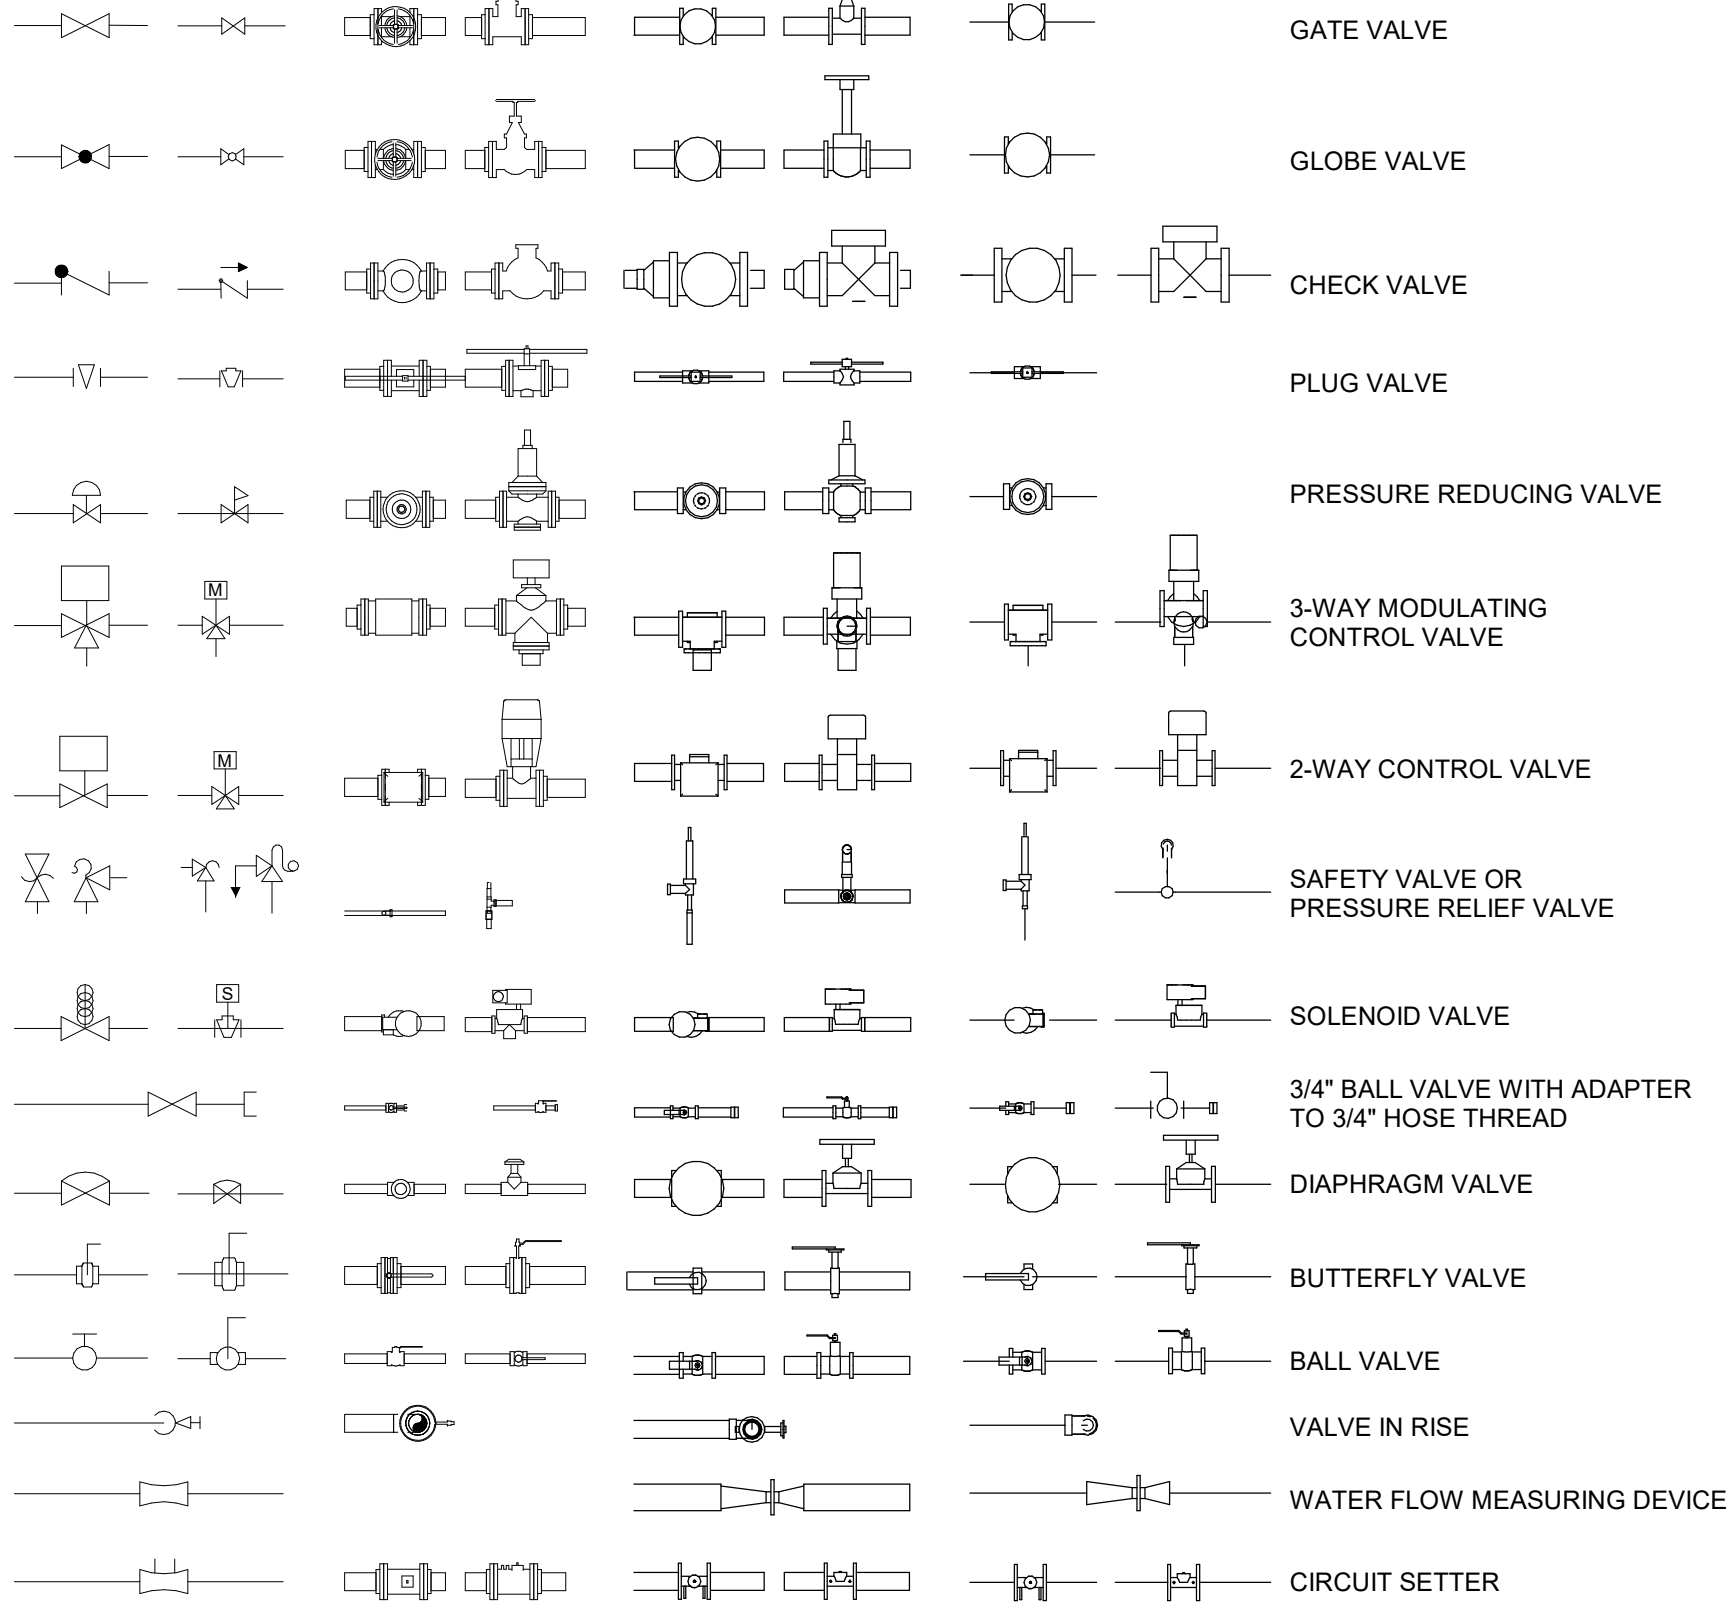 GATE VALVE
GLOBE VALVE
CHECK VALVE
PLUG VALVE
PRESSURE REDUCING VALVE
M
3-WAY MODULATING
CONTROL VALVE
M
2-WAY CONTROL VALVE
SAFETY VALVE OR
PRESSURE RELIEF VALVE
S
SOLENOID VALVE
3/4" BALL VALVE WITH ADAPTER
TO 3/4" HOSE THREAD
DIAPHRAGM VALVE
BUTTERFLY VALVE
BALL VALVE
VALVE IN RISE
WATER FLOW MEASURING DEVICE
CIRCUIT SETTER